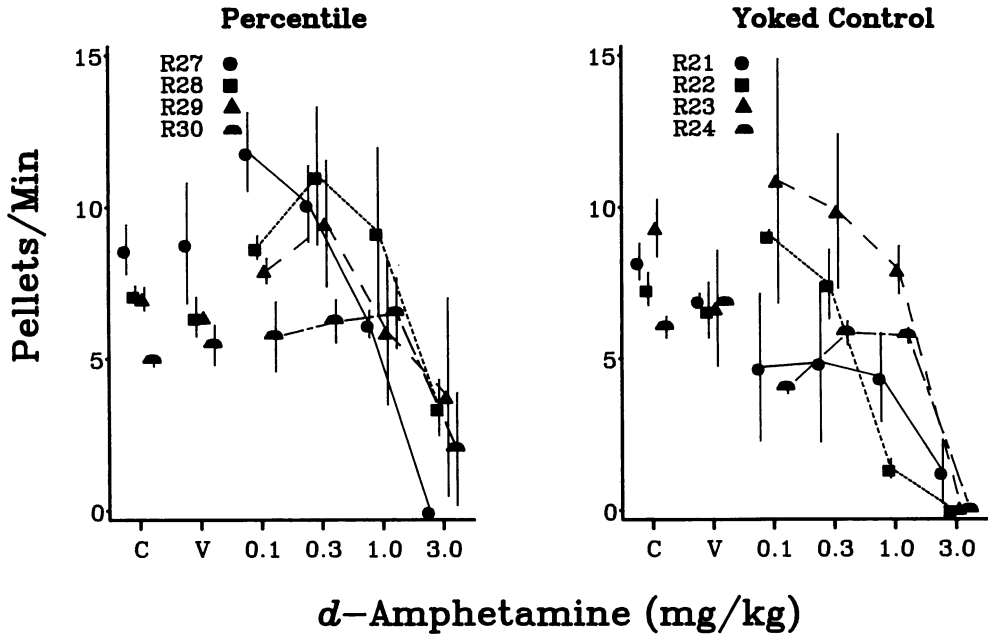 Percentile
Yoked Control
Pellets/Min
15
10
5
0
R27
R28
R29
R30
C V 0.1 0.3 1.0 3.0
15
10
5
0
R21
R22
R23
R24
C V 0.1 0.3 1.0 3.0
d-Amphetamine (mg/kg)